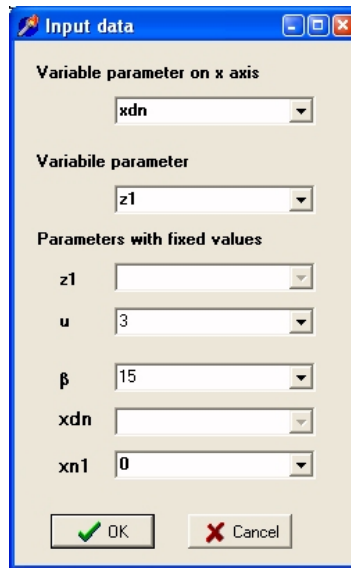 Input data
Variable parameter on x axis
xdn
Variabile parameter
z1
Parameters with fixed values
z1
u 3
β 15
xdn
xn1 0
OK Cancel